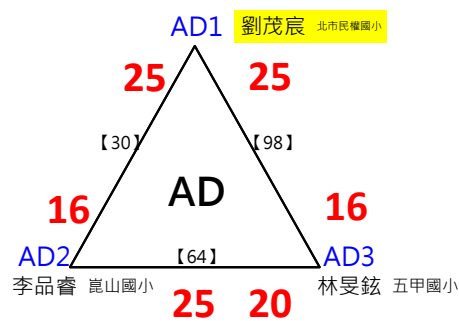 AD1 劉茂宸 北市民權國小
25 25
【30】 【98】
AD
16 16
AD2 【64】 AD3
李品睿 崑山國小 林旻鉉 五甲國小
25 20